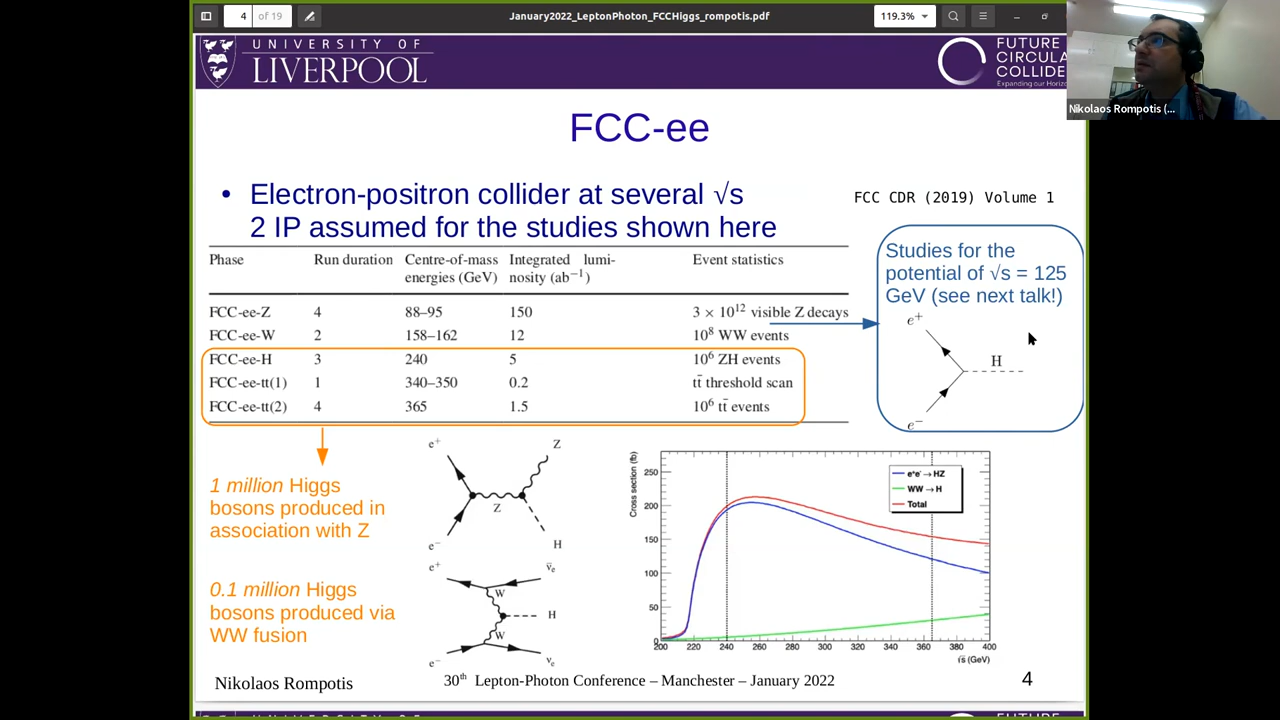 4 of 19
January2022_LeptonPhoton_FCCHiggs_rompotis.pdf
119.3%
UNIVERSITY OF
LIVERPOOL
FUTURE
CIRCULA
COLLIDE
Expanding our Horiz
Nikolaos Rompotis (...
FCC-ee
• Electron-positron collider at several √s
2 IP assumed for the studies shown here
FCC CDR (2019) Volume 1
Phase Run duration Centre-of-mass energies (GeV) Integrated lumi-nosity (ab⁻¹) Event statistics
FCC-ee-Z 4 88–95 150 3 × 10¹² visible Z decays
FCC-ee-W 2 158–162 12 10⁸ WW events
FCC-ee-H 3 240 5 10⁶ ZH events
FCC-ee-tt(1) 1 340–350 0.2 tt̄ threshold scan
FCC-ee-tt(2) 4 365 1.5 10⁶ tt̄ events
Studies for the
potential of √s = 125
GeV (see next talk!)
e⁺
H
e⁻
1 million Higgs
bosons produced in
association with Z
0.1 million Higgs
bosons produced via
WW fusion
e⁺ Z
Z
e⁻ H
e⁺ ν̄e
W
H
W
e⁻ νe
Cross section (fb)
250
200
150
100
50
0
200 220 240 260 280 300 320 340 360 380 400
√s (GeV)
e⁺e⁻ → HZ
WW → H
Total
Nikolaos Rompotis
30th Lepton-Photon Conference – Manchester – January 2022
4